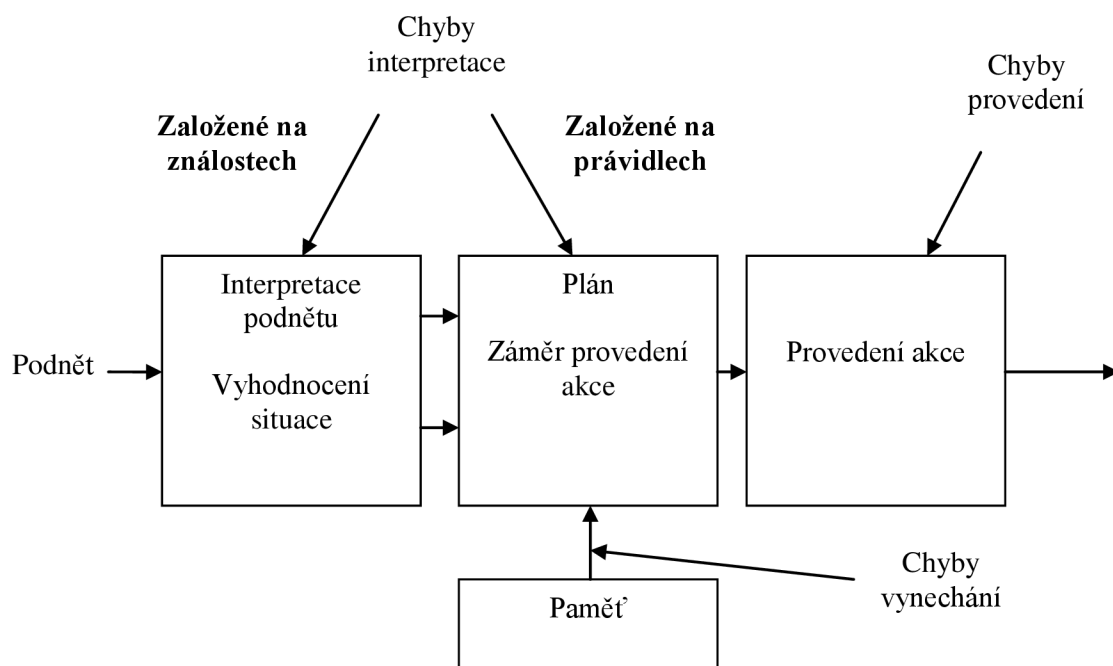 Chyby
interpretace
Chyby
provedení
Založené na
ználostech
Založené na
právidlech
Interpretace
podnětu
Vyhodnocení
situace
Plán
Záměr provedení
akce
Podnět
Provedení akce
Chyby
vynechání
Paměť